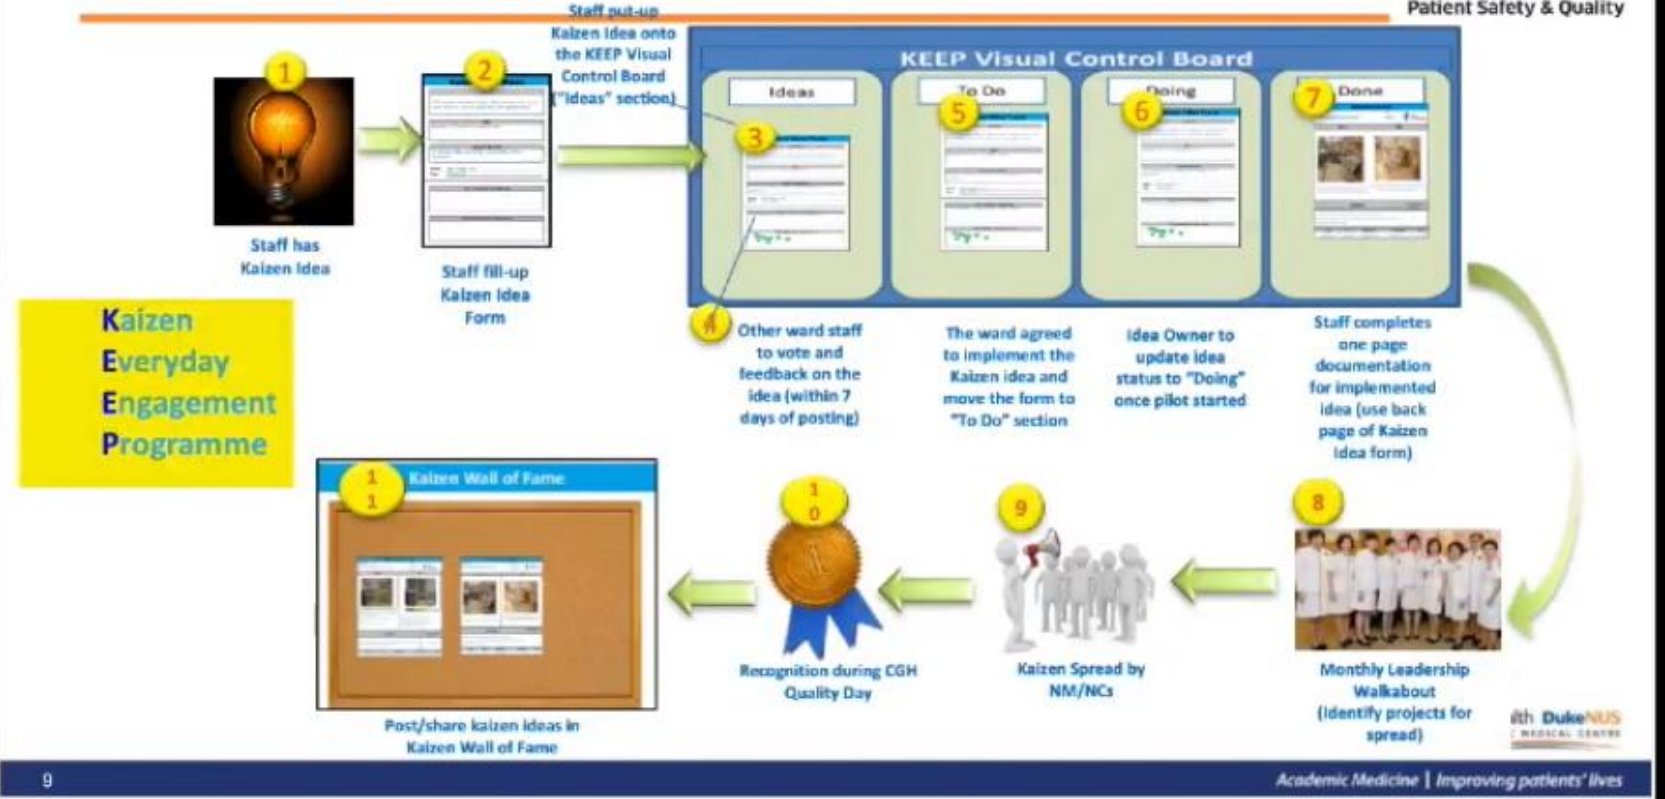 Patient Safety & Quality
1
Staff has
Kaizen Idea
2
Staff fill-up
Kaizen Idea
Form
Staff put-up
Kaizen Idea onto
the KEEP Visual
Control Board
("Ideas" section)
KEEP Visual Control Board
Ideas
To Do
Doing
Done
3
5
6
7
4
Other ward staff
to vote and
feedback on the
idea (within 7
days of posting)
The ward agreed
to implement the
Kaizen idea and
move the form to
"To Do" section
Idea Owner to
update idea
status to "Doing"
once pilot started
Staff completes
one page
documentation
for implemented
idea (use back
page of Kaizen
Idea form)
Kaizen
Everyday
Engagement
Programme
8
Monthly Leadership
Walkabout
(Identify projects for
spread)
9
Kaizen Spread by
NM/NCs
1
0
Recognition during CGH
Quality Day
1
1
Kaizen Wall of Fame
Post/share kaizen ideas in
Kaizen Wall of Fame
DukeNUS
MEDICAL CENTRE
9
Academic Medicine | Improving patients' lives